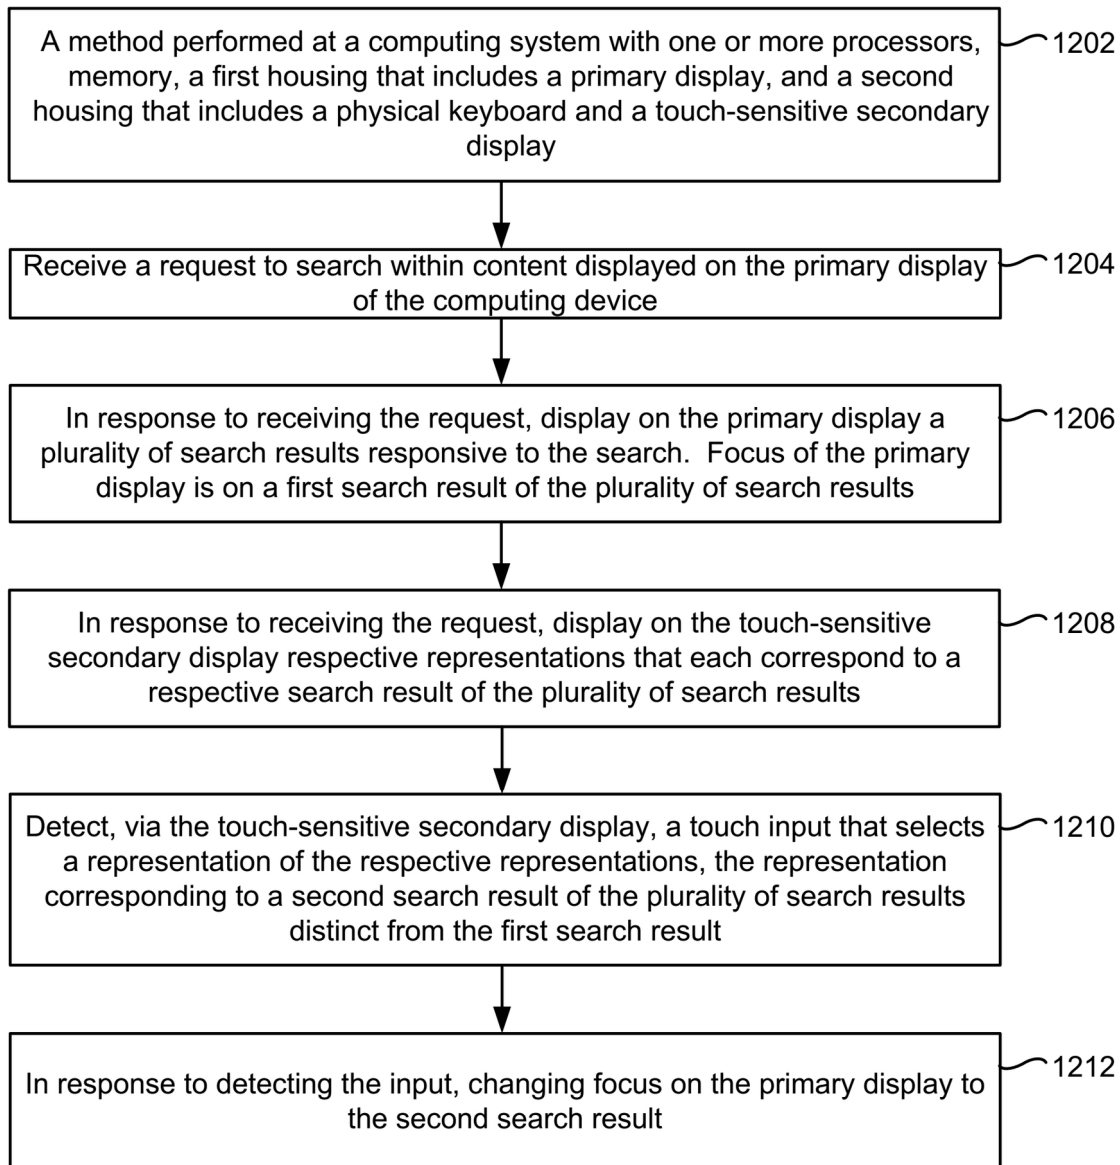 A method performed at a computing system with one or more processors,
memory, a first housing that includes a primary display, and a second
housing that includes a physical keyboard and a touch-sensitive secondary
display
1202
Receive a request to search within content displayed on the primary display
of the computing device
1204
In response to receiving the request, display on the primary display a
plurality of search results responsive to the search.  Focus of the primary
display is on a first search result of the plurality of search results
1206
In response to receiving the request, display on the touch-sensitive
secondary display respective representations that each correspond to a
respective search result of the plurality of search results
1208
Detect, via the touch-sensitive secondary display, a touch input that selects
a representation of the respective representations, the representation
corresponding to a second search result of the plurality of search results
distinct from the first search result
1210
In response to detecting the input, changing focus on the primary display to
the second search result
1212